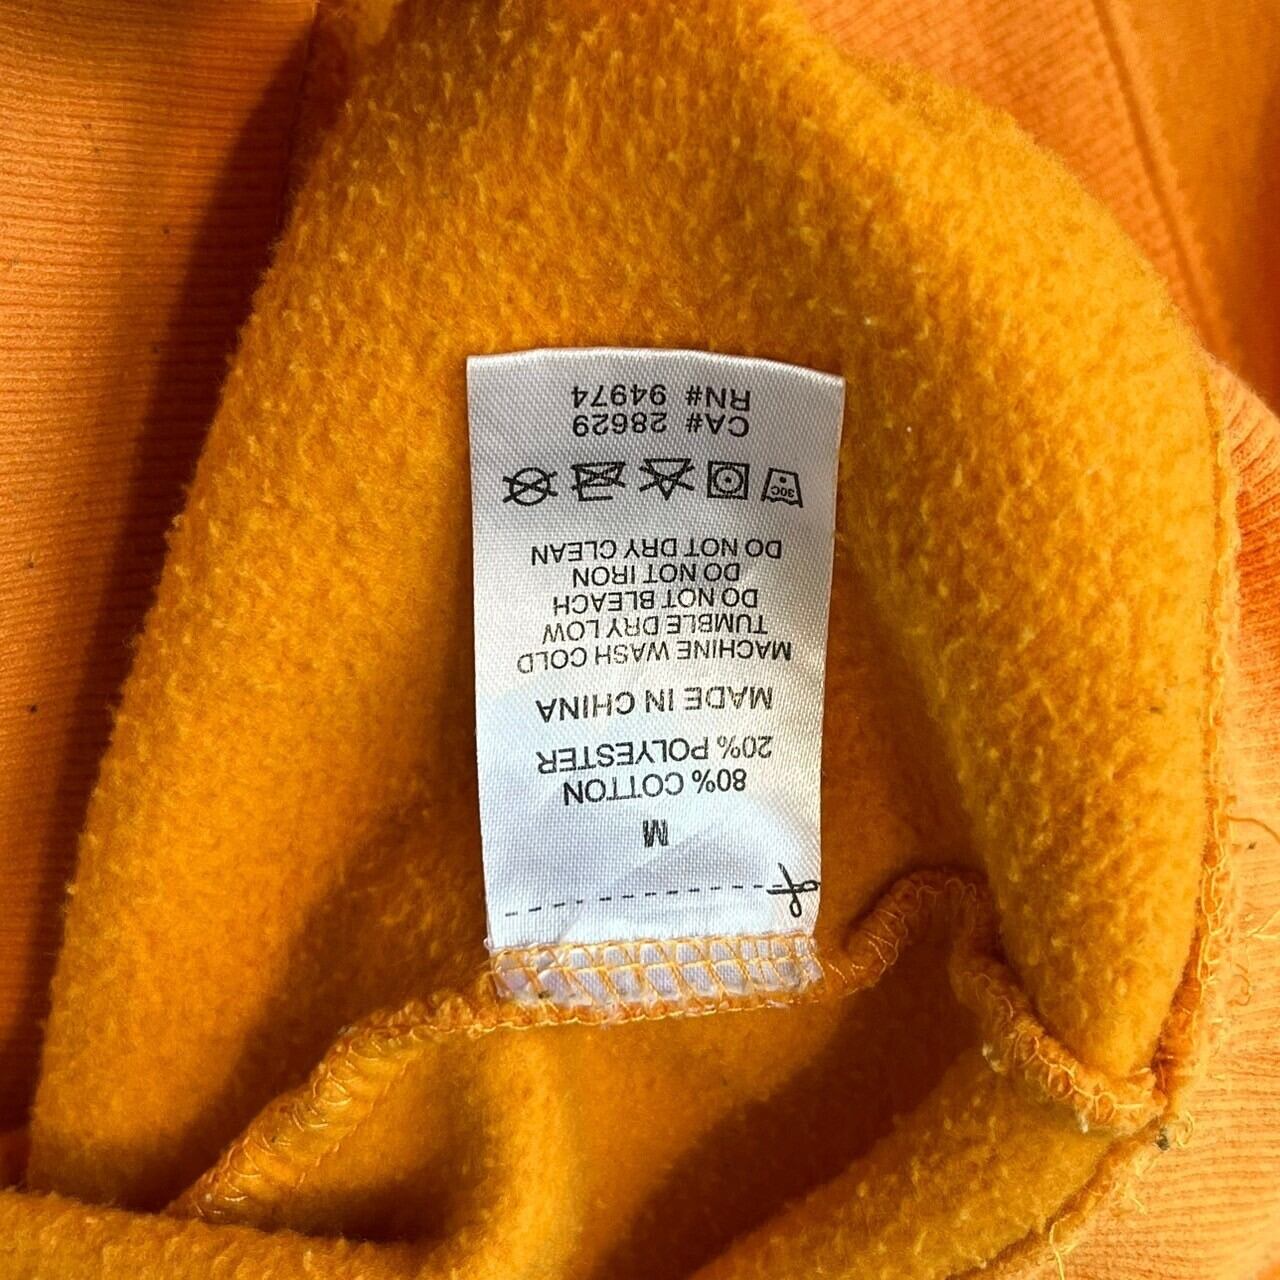 M
80% COTTON
20% POLYESTER
MADE IN CHINA
MACHINE WASH COLD
TUMBLE DRY LOW
DO NOT BLEACH
DO NOT IRON
DO NOT DRY CLEAN
30C
CA# 28629
RN# 94974